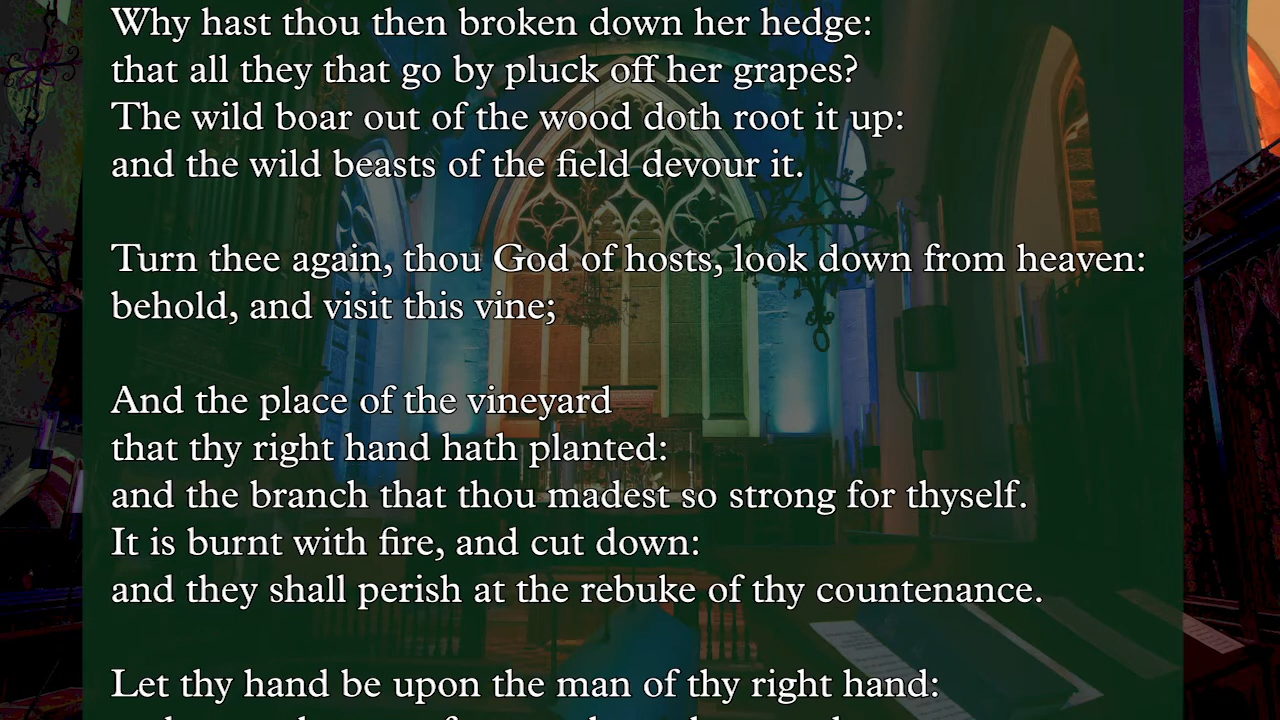 Why hast thou then broken down her hedge:
that all they that go by pluck off her grapes?
The wild boar out of the wood doth root it up:
and the wild beasts of the field devour it.
Turn thee again, thou God of hosts, look down from heaven:
behold, and visit this vine;
And the place of the vineyard
that thy right hand hath planted:
and the branch that thou madest so strong for thyself.
It is burnt with fire, and cut down:
and they shall perish at the rebuke of thy countenance.
Let thy hand be upon the man of thy right hand: